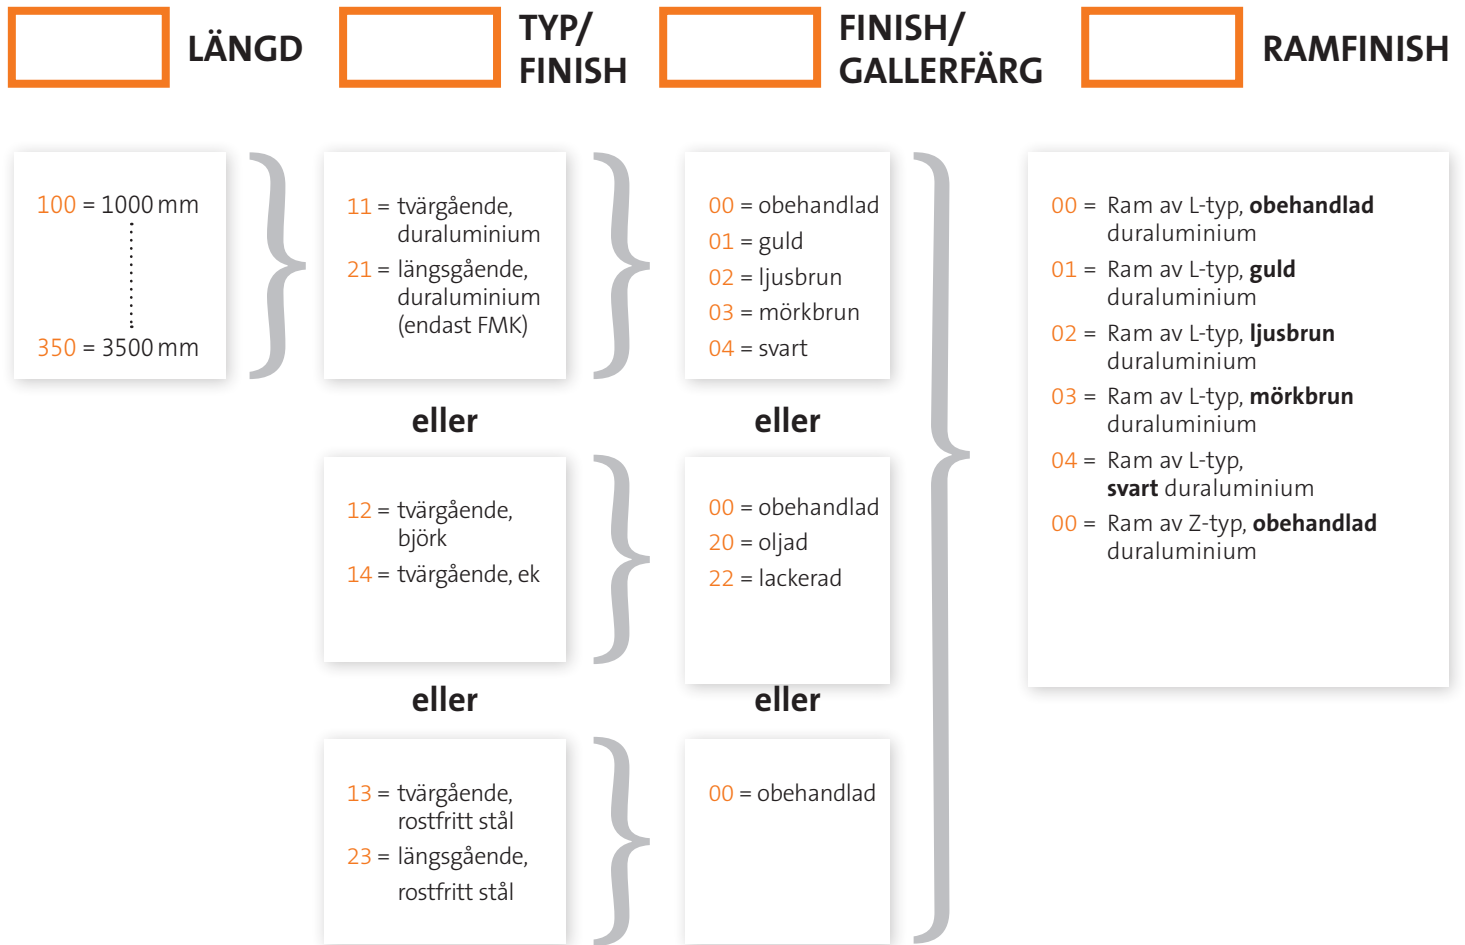 LÄNGD
TYP/
FINISH
FINISH/
GALLERFÄRG
RAMFINISH
100 = 1000 mm
350 = 3500 mm
11 = tvärgående,
duraluminium
21 = längsgående,
duraluminium
(endast FMK)
00 = obehandlad
01 = guld
02 = ljusbrun
03 = mörkbrun
04 = svart
eller
eller
12 = tvärgående,
björk
14 = tvärgående, ek
00 = obehandlad
20 = oljad
22 = lackerad
eller
eller
13 = tvärgående,
rostfritt stål
23 = längsgående,
rostfritt stål
00 = obehandlad
00 = Ram av L-typ, obehandlad
duraluminium
01 = Ram av L-typ, guld
duraluminium
02 = Ram av L-typ, ljusbrun
duraluminium
03 = Ram av L-typ, mörkbrun
duraluminium
04 = Ram av L-typ,
svart duraluminium
00 = Ram av Z-typ, obehandlad
duraluminium